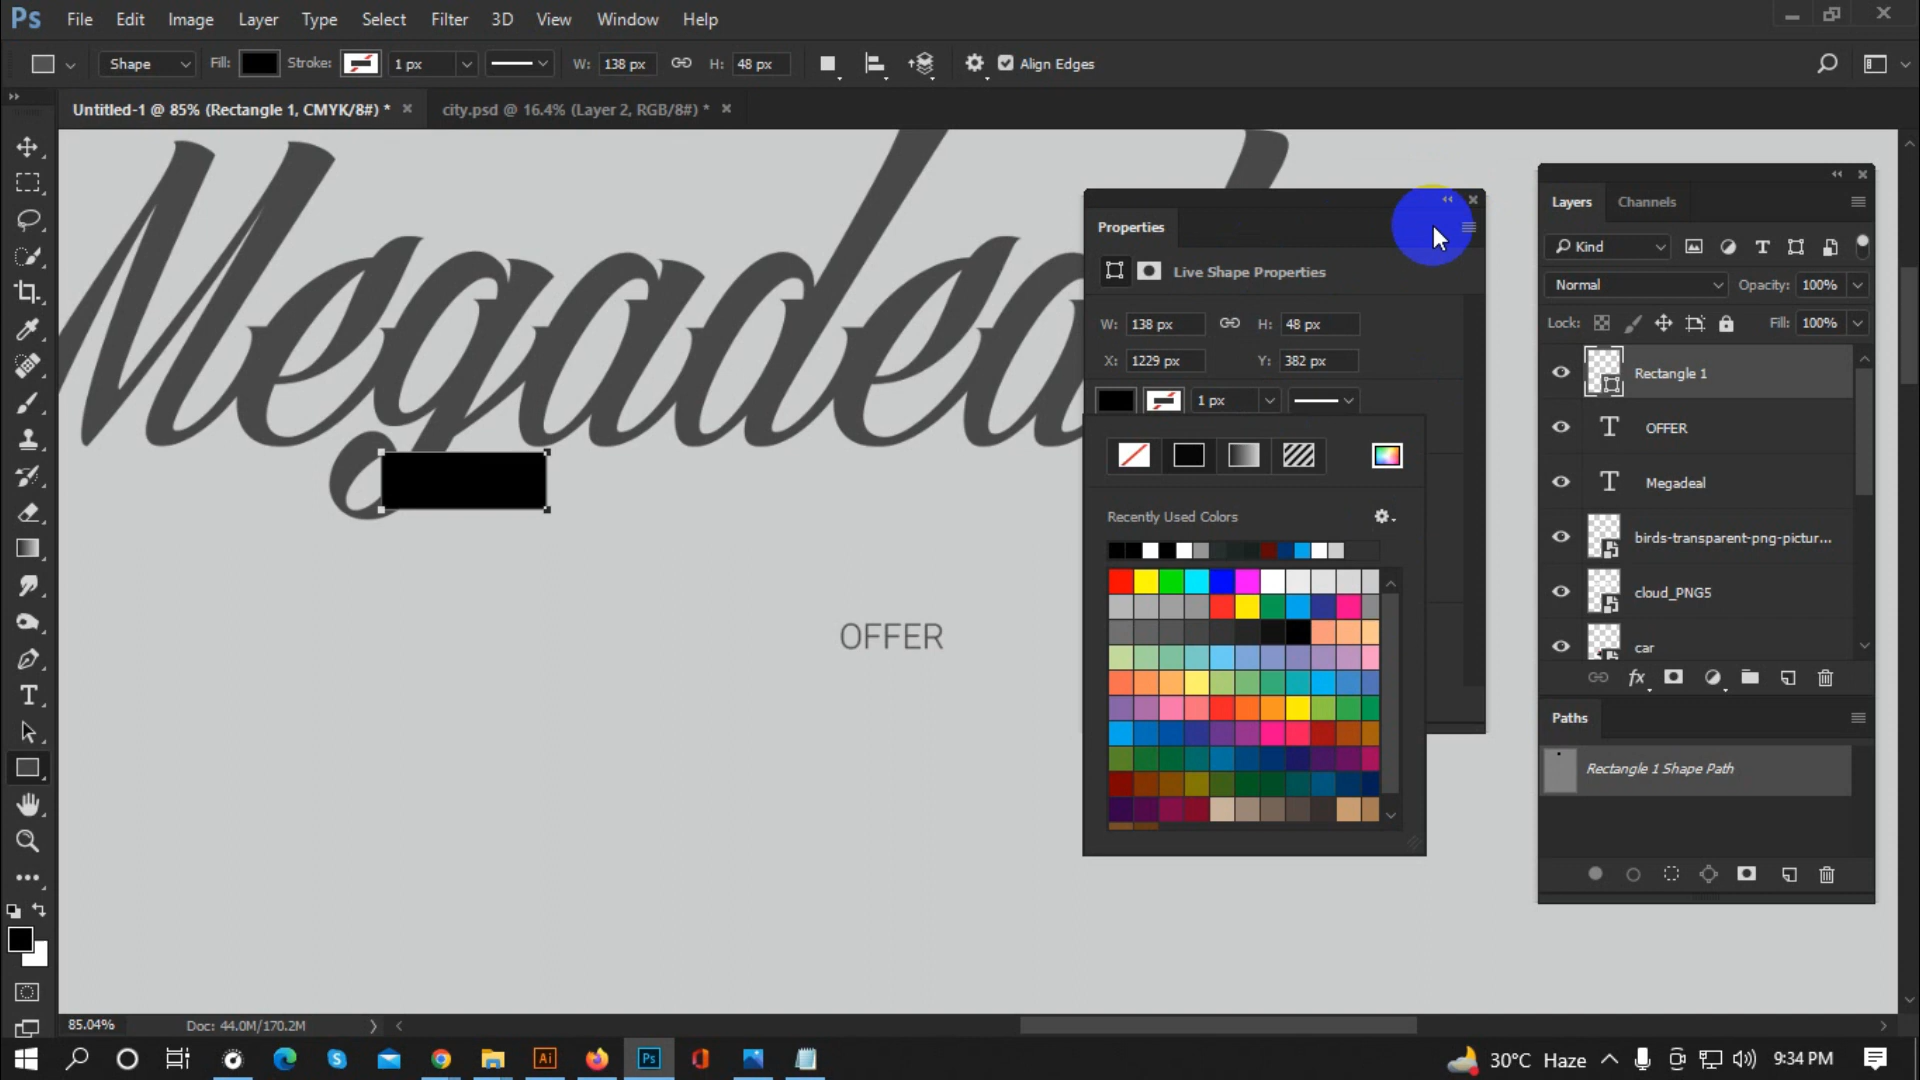 Ps File Edit Image Layer Type Select Filter 3D View Window Help
Shape Fill: Stroke: 1 px W: 138 px H: 48 px Align Edges
Untitled-1 @ 85% (Rectangle 1, CMYK/8#) * city.psd @ 16.4% (Layer 2, RGB/8#) *
Megadea
OFFER
Properties
Live Shape Properties
W: 138 px H: 48 px
X: 1229 px Y: 382 px
1 px
Recently Used Colors
Layers Channels
Kind
Normal Opacity: 100%
Lock: Fill: 100%
Rectangle 1
T OFFER
T Megadeal
birds-transparent-png-pictur...
cloud_PNG5
car
fx
Paths
Rectangle 1 Shape Path
85.04% Doc: 44.0M/170.2M
Ai Ps 30°C Haze 9:34 PM